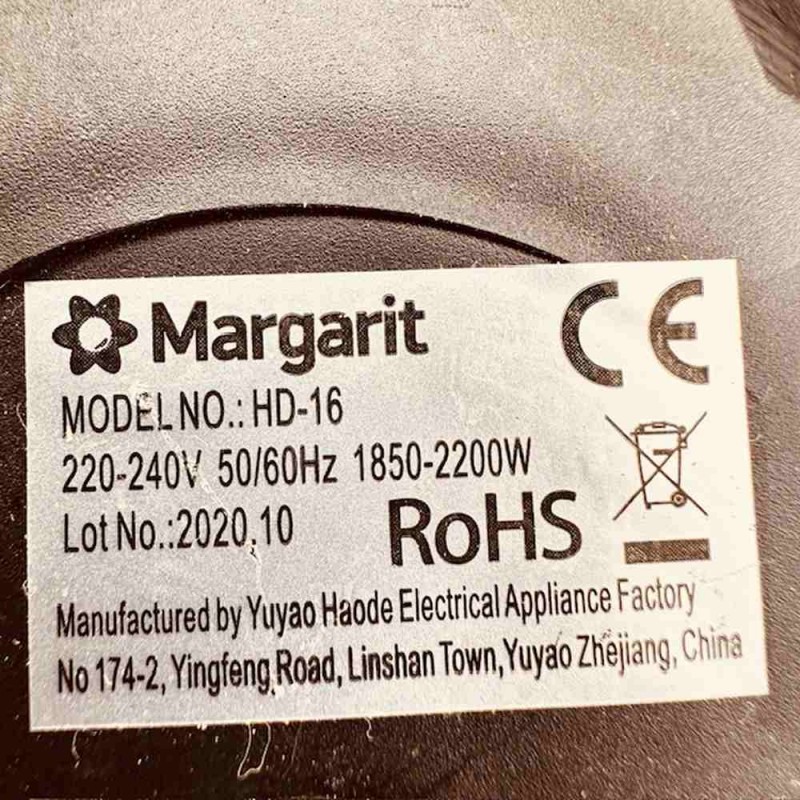 Margarit
CE
MODEL NO.: HD-16
220-240V 50/60Hz 1850-2200W
Lot No.:2020.10
RoHS
Manufactured by Yuyao Haode Electrical Appliance Factory
No 174-2, Yingfeng Road, Linshan Town, Yuyao Zhejiang, China